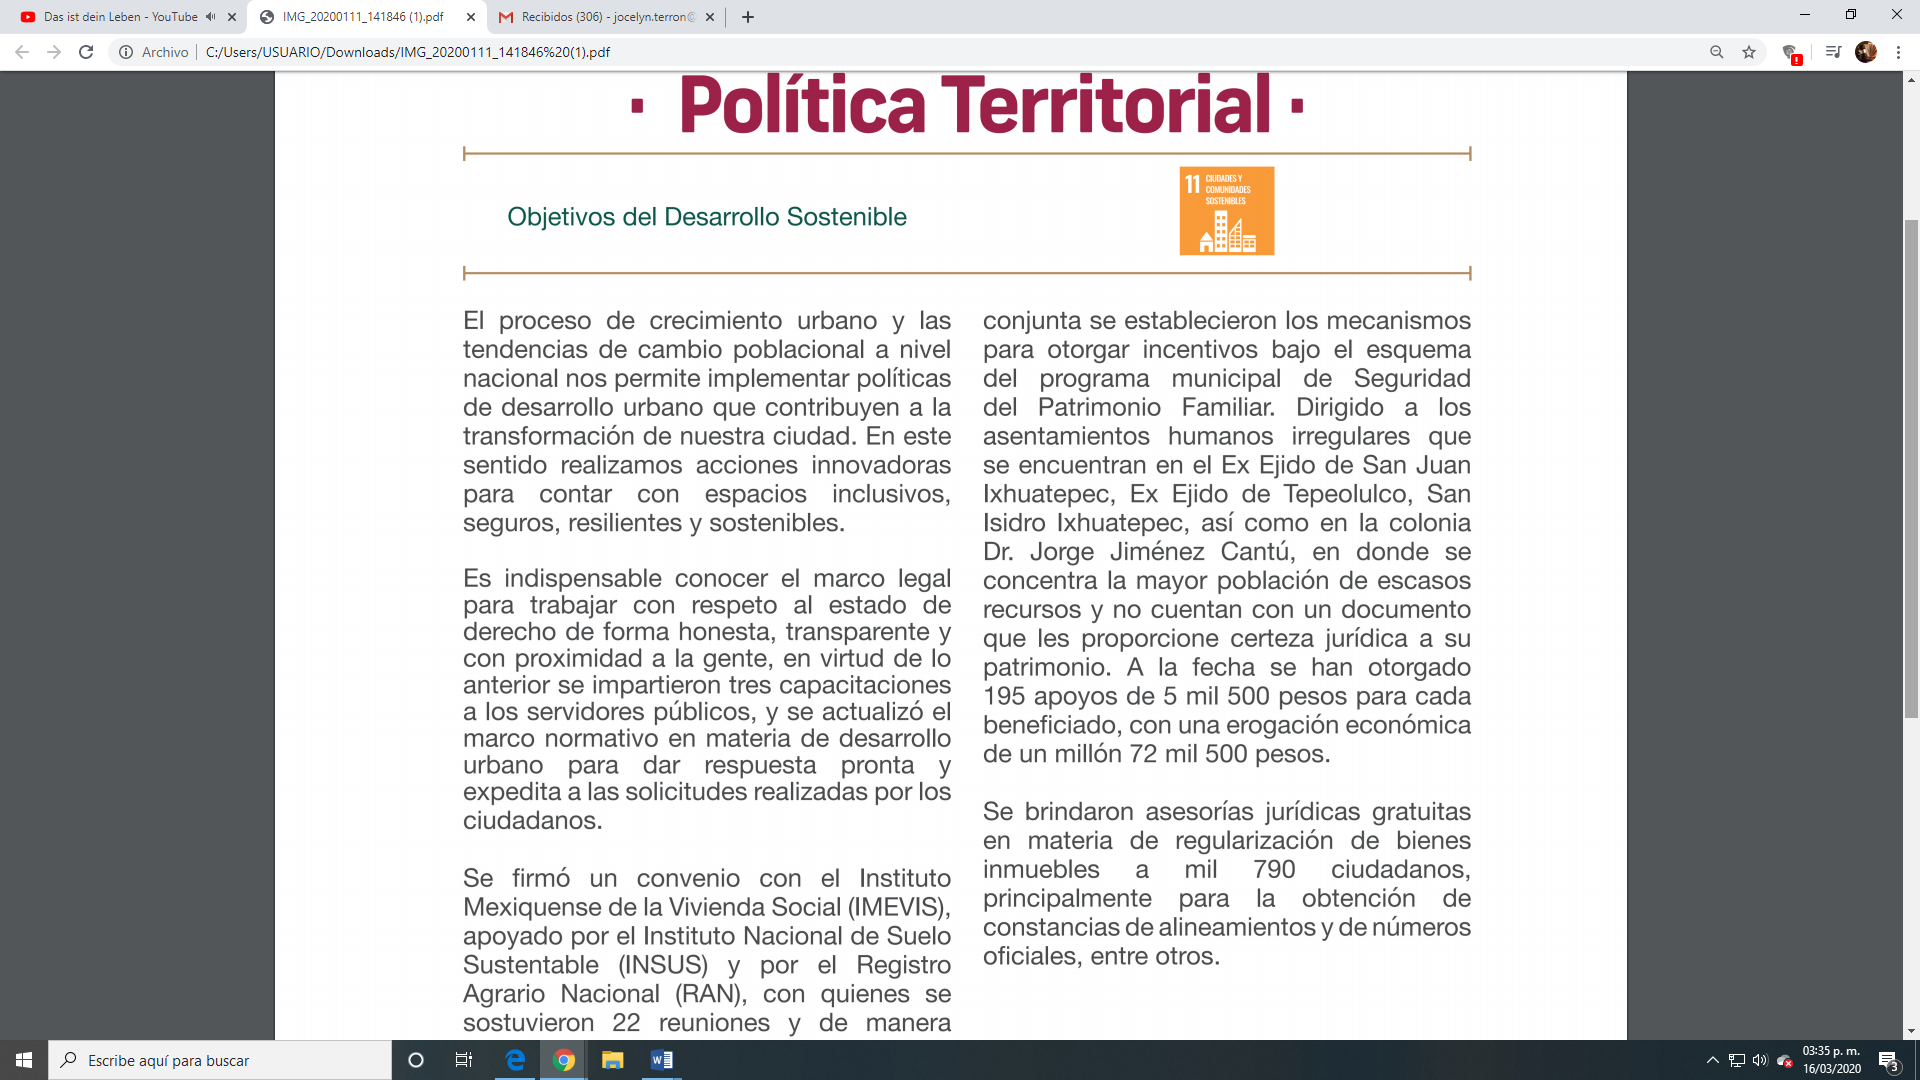 Das ist dein Leben - YouTube
IMG_20200111_141846 (1).pdf
Recibidos (306) - jocelyn.terron@
Archivo
C:/Users/USUARIO/Downloads/IMG_20200111_141846%20(1).pdf
· Política Territorial ·
Objetivos del Desarrollo Sostenible
11 CIUDADES Y
COMUNIDADES
SOSTENIBLES
El proceso de crecimiento urbano y las
tendencias de cambio poblacional a nivel
nacional nos permite implementar políticas
de desarrollo urbano que contribuyen a la
transformación de nuestra ciudad. En este
sentido realizamos acciones innovadoras
para contar con espacios inclusivos,
seguros, resilientes y sostenibles.
Es indispensable conocer el marco legal
para trabajar con respeto al estado de
derecho de forma honesta, transparente y
con proximidad a la gente, en virtud de lo
anterior se impartieron tres capacitaciones
a los servidores públicos, y se actualizó el
marco normativo en materia de desarrollo
urbano para dar respuesta pronta y
expedita a las solicitudes realizadas por los
ciudadanos.
Se firmó un convenio con el Instituto
Mexiquense de la Vivienda Social (IMEVIS),
apoyado por el Instituto Nacional de Suelo
Sustentable (INSUS) y por el Registro
Agrario Nacional (RAN), con quienes se
sostuvieron 22 reuniones y de manera
conjunta se establecieron los mecanismos
para otorgar incentivos bajo el esquema
del programa municipal de Seguridad
del Patrimonio Familiar. Dirigido a los
asentamientos humanos irregulares que
se encuentran en el Ex Ejido de San Juan
Ixhuatepec, Ex Ejido de Tepeolulco, San
Isidro Ixhuatepec, así como en la colonia
Dr. Jorge Jiménez Cantú, en donde se
concentra la mayor población de escasos
recursos y no cuentan con un documento
que les proporcione certeza jurídica a su
patrimonio. A la fecha se han otorgado
195 apoyos de 5 mil 500 pesos para cada
beneficiado, con una erogación económica
de un millón 72 mil 500 pesos.
Se brindaron asesorías jurídicas gratuitas
en materia de regularización de bienes
inmuebles a mil 790 ciudadanos,
principalmente para la obtención de
constancias de alineamientos y de números
oficiales, entre otros.
Escribe aquí para buscar
03:35 p. m.
16/03/2020
3